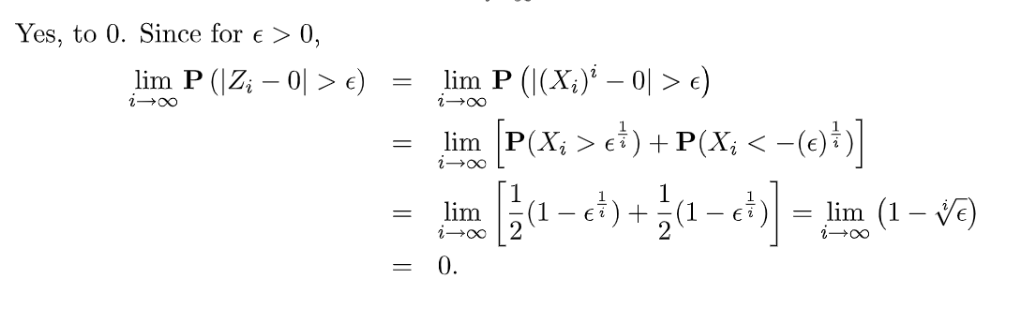 Yes, to 0. Since for ϵ > 0,
lim_{i→∞} P (|Z_i − 0| > ϵ) = lim_{i→∞} P (|(X_i)^i − 0| > ϵ)
= lim_{i→∞} [P(X_i > ϵ^{1/i}) + P(X_i < −(ϵ)^{1/i})]
= lim_{i→∞} [1/2(1 − ϵ^{1/i}) + 1/2(1 − ϵ^{1/i})] = lim_{i→∞} (1 − \sqrt[i]{ϵ})
= 0.